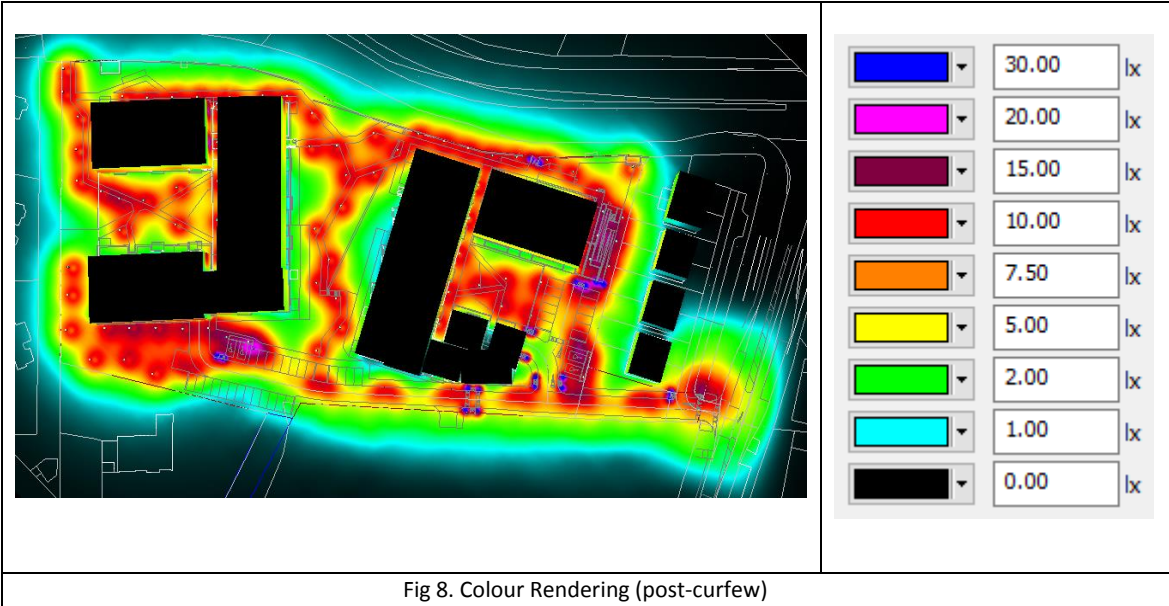 30.00 lx
20.00 lx
15.00 lx
10.00 lx
7.50 lx
5.00 lx
2.00 lx
1.00 lx
0.00 lx
Fig 8. Colour Rendering (post-curfew)